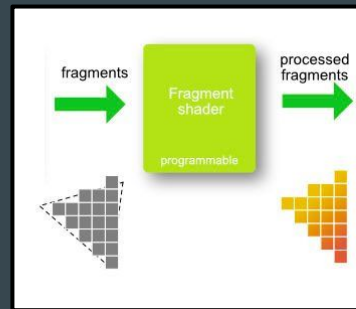 fragments
Fragment
shader
programmable
processed
fragments